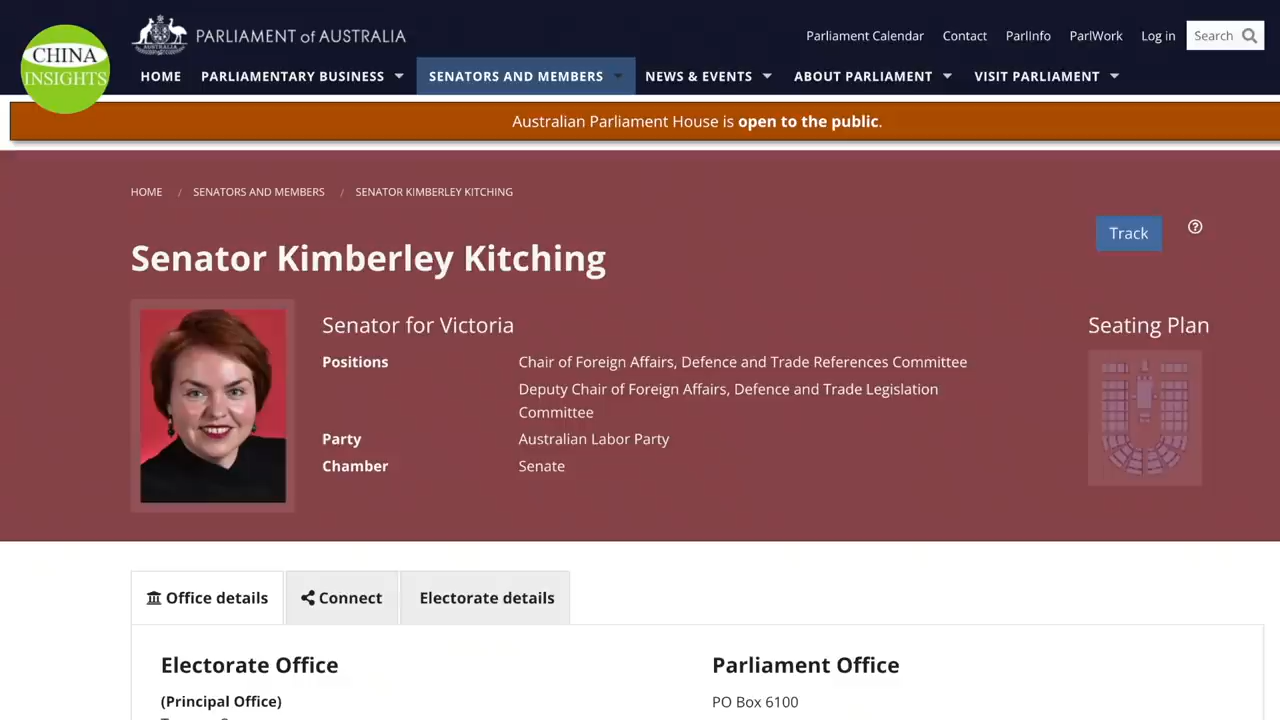 CHINA
INSIGHTS
PARLIAMENT of AUSTRALIA
Parliament Calendar Contact ParlInfo ParlWork Log in Search
HOME PARLIAMENTARY BUSINESS SENATORS AND MEMBERS NEWS & EVENTS ABOUT PARLIAMENT VISIT PARLIAMENT
Australian Parliament House is open to the public.
HOME / SENATORS AND MEMBERS / SENATOR KIMBERLEY KITCHING
Track
Senator Kimberley Kitching
Senator for Victoria
Positions Chair of Foreign Affairs, Defence and Trade References Committee
Deputy Chair of Foreign Affairs, Defence and Trade Legislation
Committee
Party Australian Labor Party
Chamber Senate
Seating Plan
Office details Connect Electorate details
Electorate Office
(Principal Office)
Parliament Office
PO Box 6100